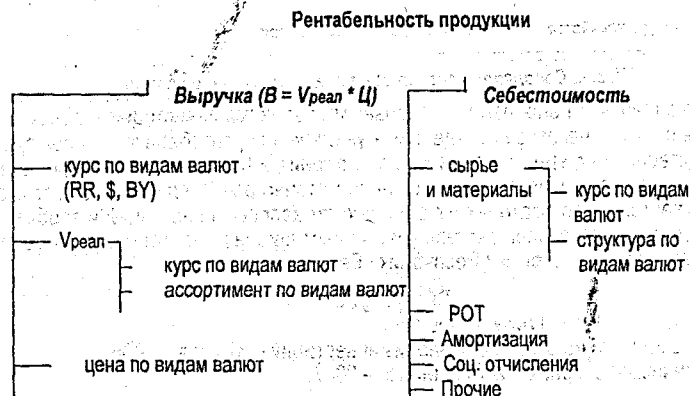 Рентабельность продукции
Выручка (В = Vреал * Ц)
курс по видам валют
(RR, $, BY)
Vреал
курс по видам валют
ассортимент по видам валют
цена по видам валют
Себестоимость
сырье
и материалы
курс по видам
валют
структура по
видам валют
РОТ
Амортизация
Соц. отчисления
Прочие